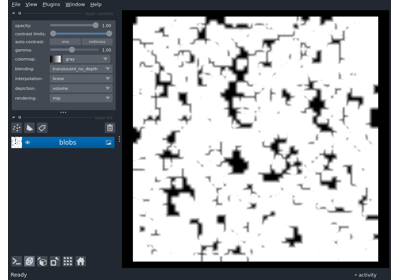 File View Plugins Window Help
opacity: 1.00
contrast limits:
auto-contrast: once continuous
gamma: 1.00
colormap: gray
blending: translucent_no_depth
interpolation: linear
depiction: volume
rendering: mip
blobs
Ready
activity